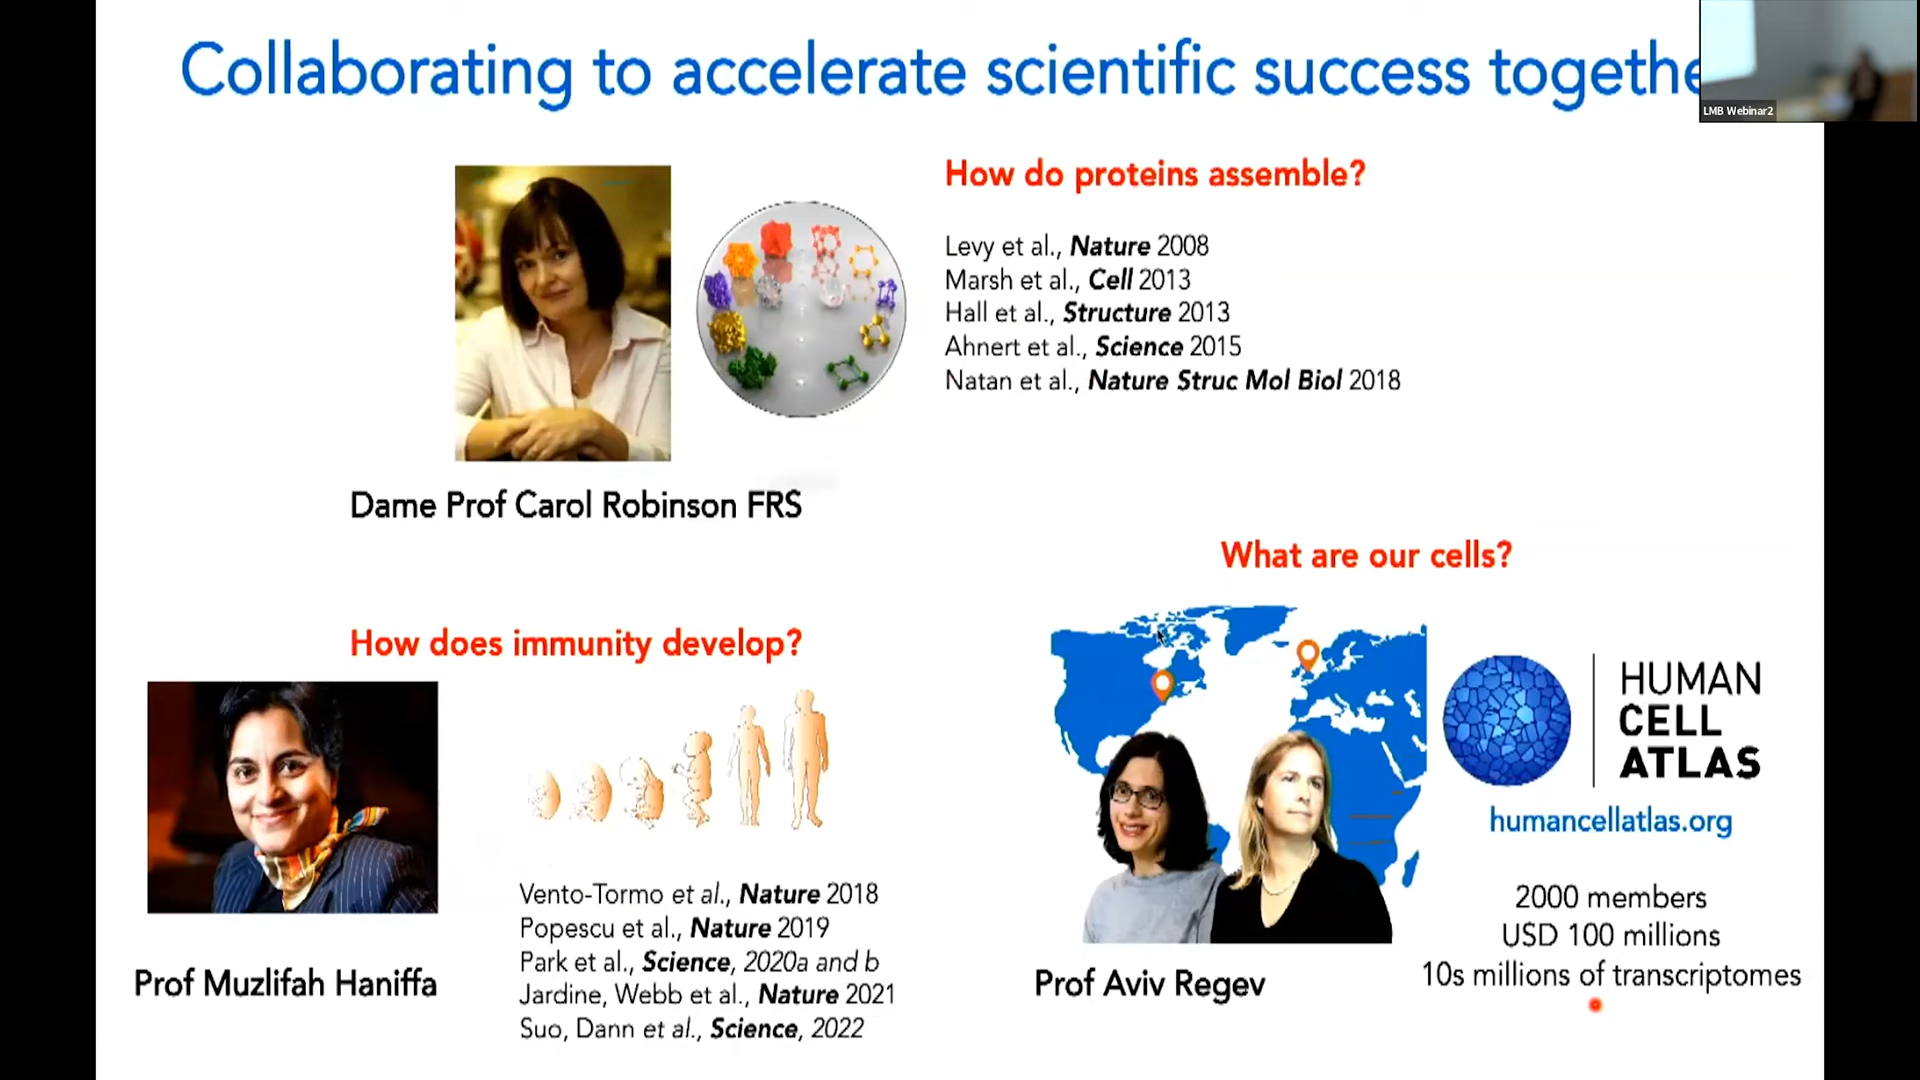 Collaborating to accelerate scientific success togethe
LMB Webinar2
How do proteins assemble?
Levy et al., Nature 2008
Marsh et al., Cell 2013
Hall et al., Structure 2013
Ahnert et al., Science 2015
Natan et al., Nature Struc Mol Biol 2018
Dame Prof Carol Robinson FRS
How does immunity develop?
Vento-Tormo et al., Nature 2018
Popescu et al., Nature 2019
Park et al., Science, 2020a and b
Jardine, Webb et al., Nature 2021
Suo, Dann et al., Science, 2022
Prof Muzlifah Haniffa
What are our cells?
HUMAN
CELL
ATLAS
humancellatlas.org
2000 members
USD 100 millions
10s millions of transcriptomes
Prof Aviv Regev